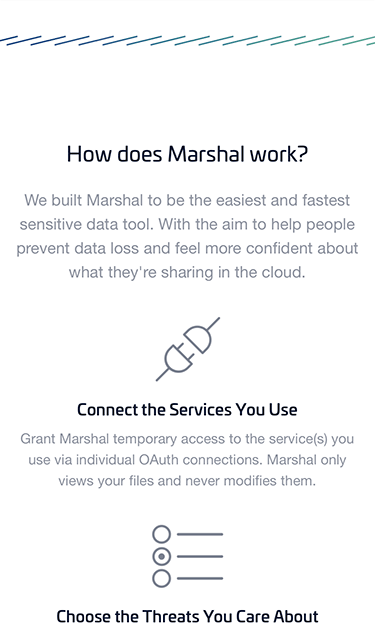 How does Marshal work?
We built Marshal to be the easiest and fastest
sensitive data tool. With the aim to help people
prevent data loss and feel more confident about
what they're sharing in the cloud.
Connect the Services You Use
Grant Marshal temporary access to the service(s) you
use via individual OAuth connections. Marshal only
views your files and never modifies them.
Choose the Threats You Care About